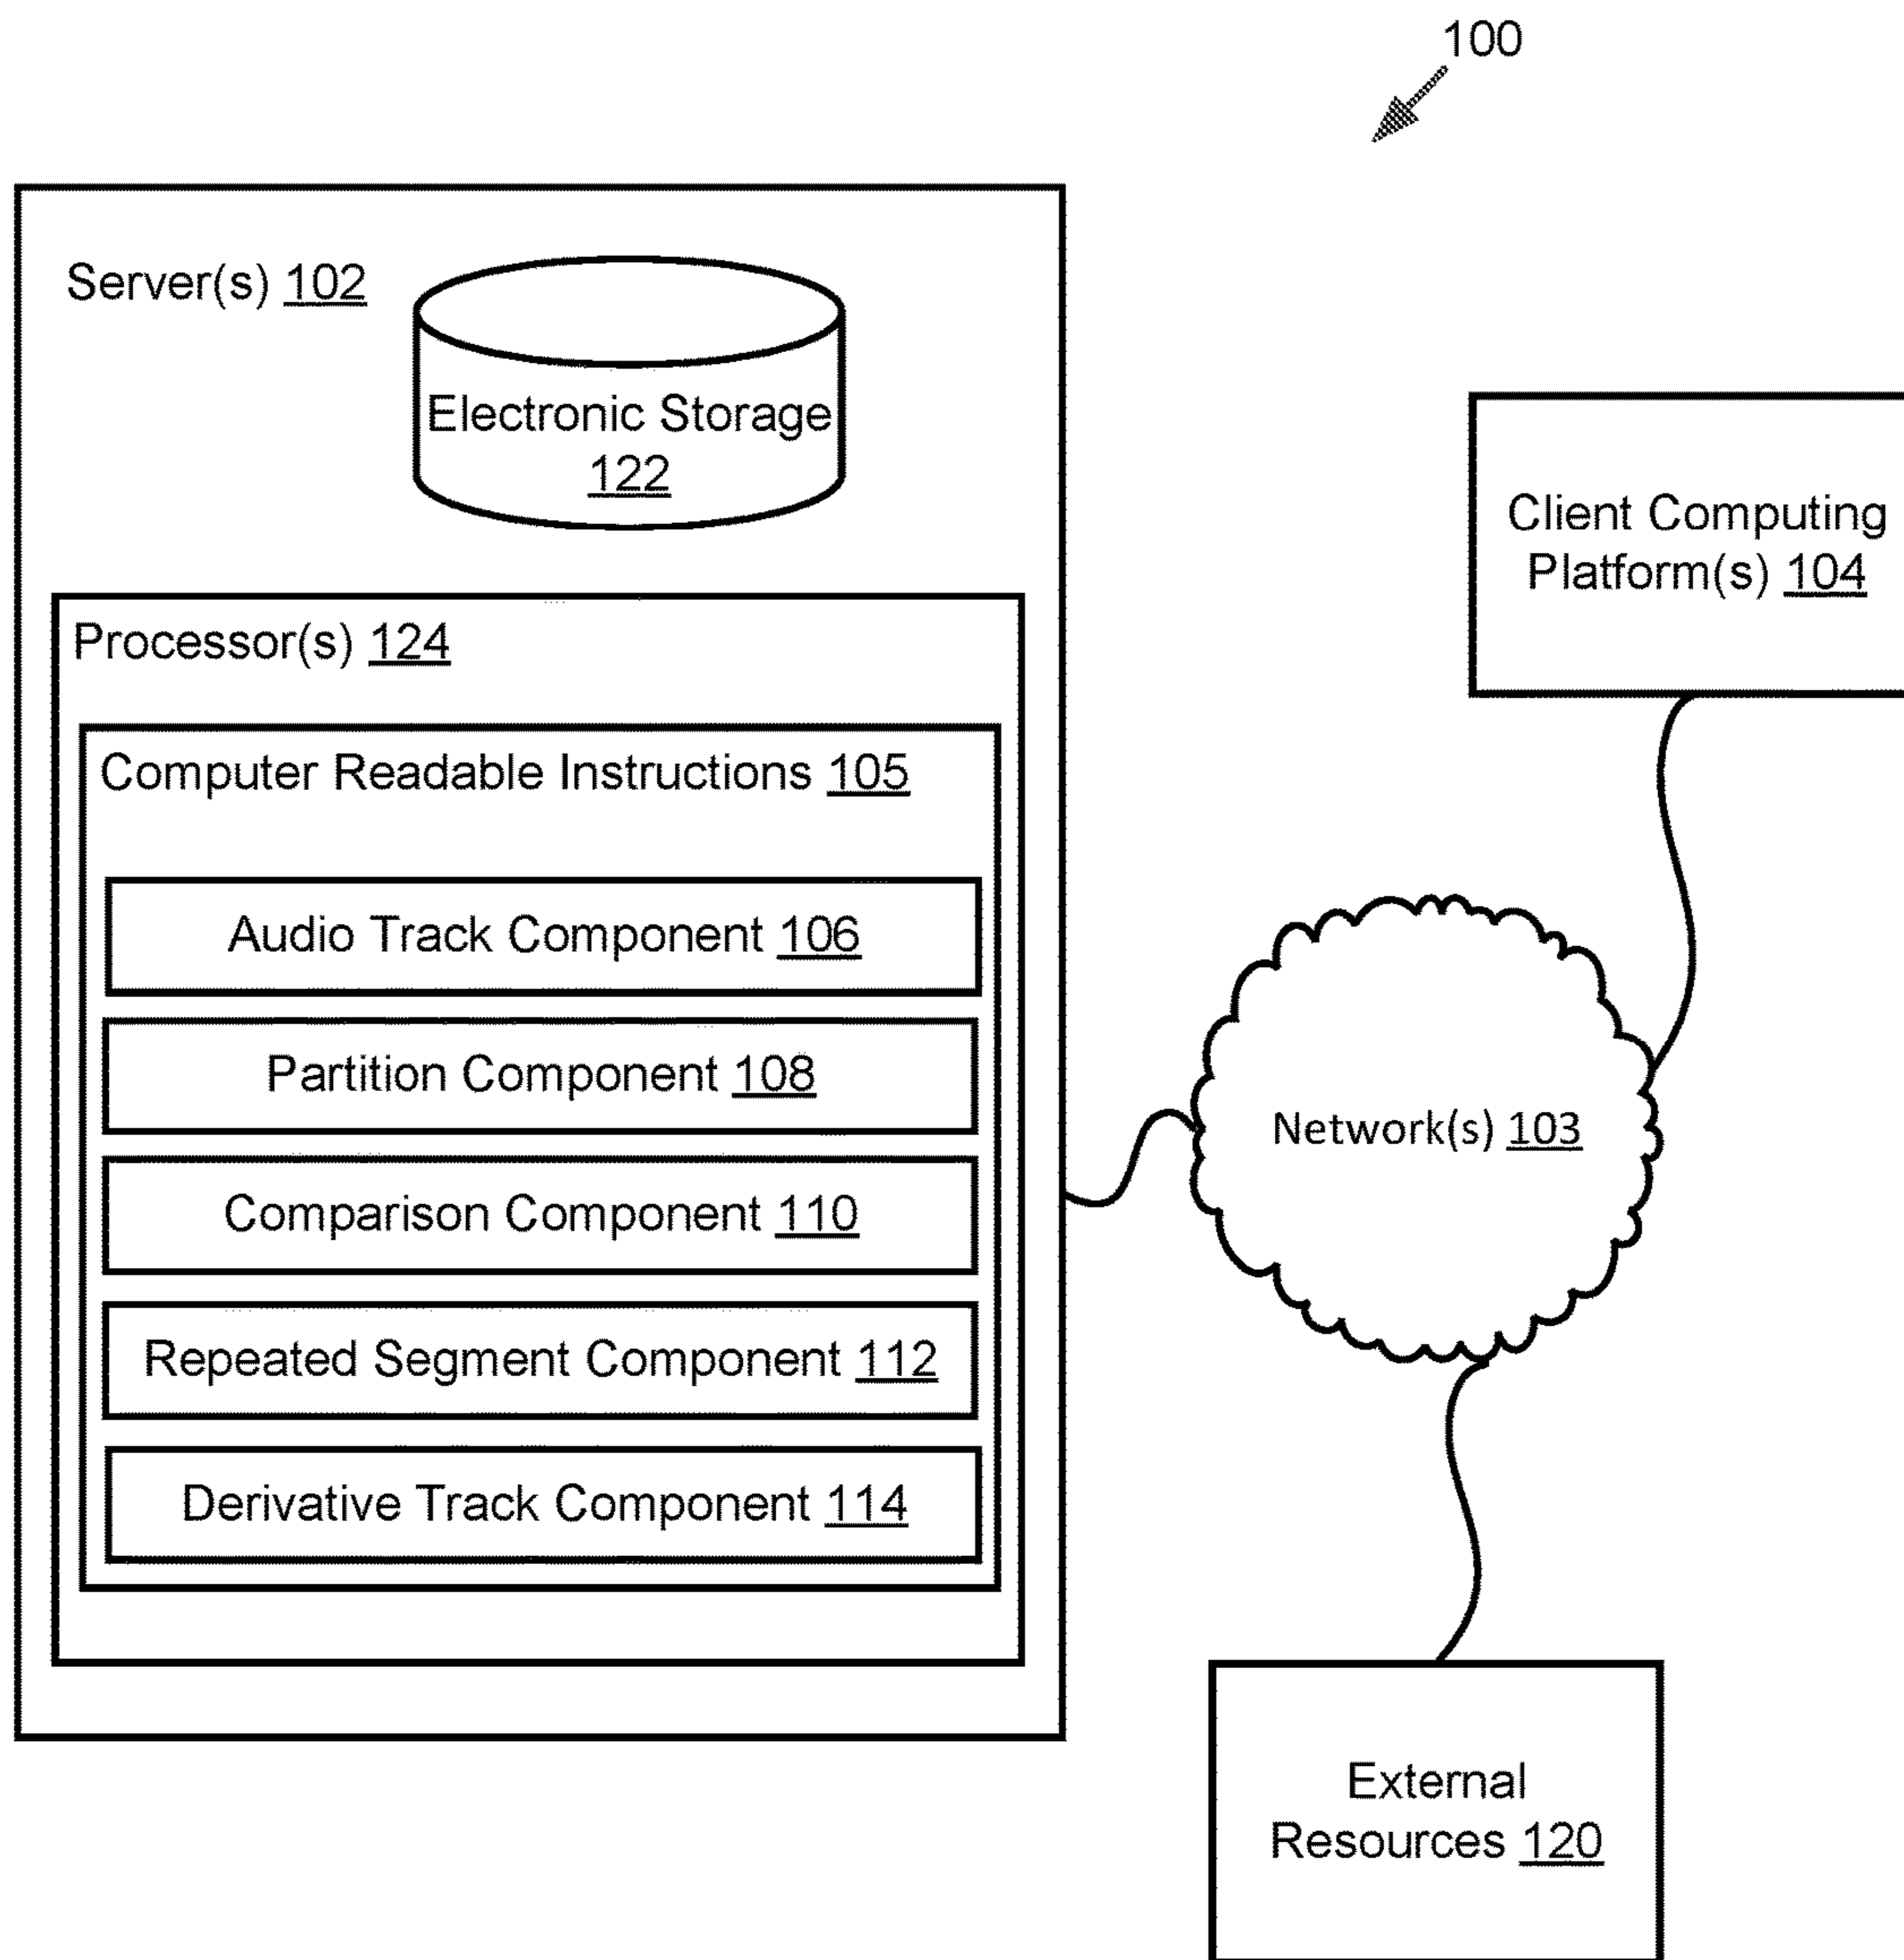 100
Server(s) 102
Electronic Storage
122
Processor(s) 124
Computer Readable Instructions 105
Audio Track Component 106
Partition Component 108
Comparison Component 110
Repeated Segment Component 112
Derivative Track Component 114
Client Computing
Platform(s) 104
Network(s) 103
External
Resources 120